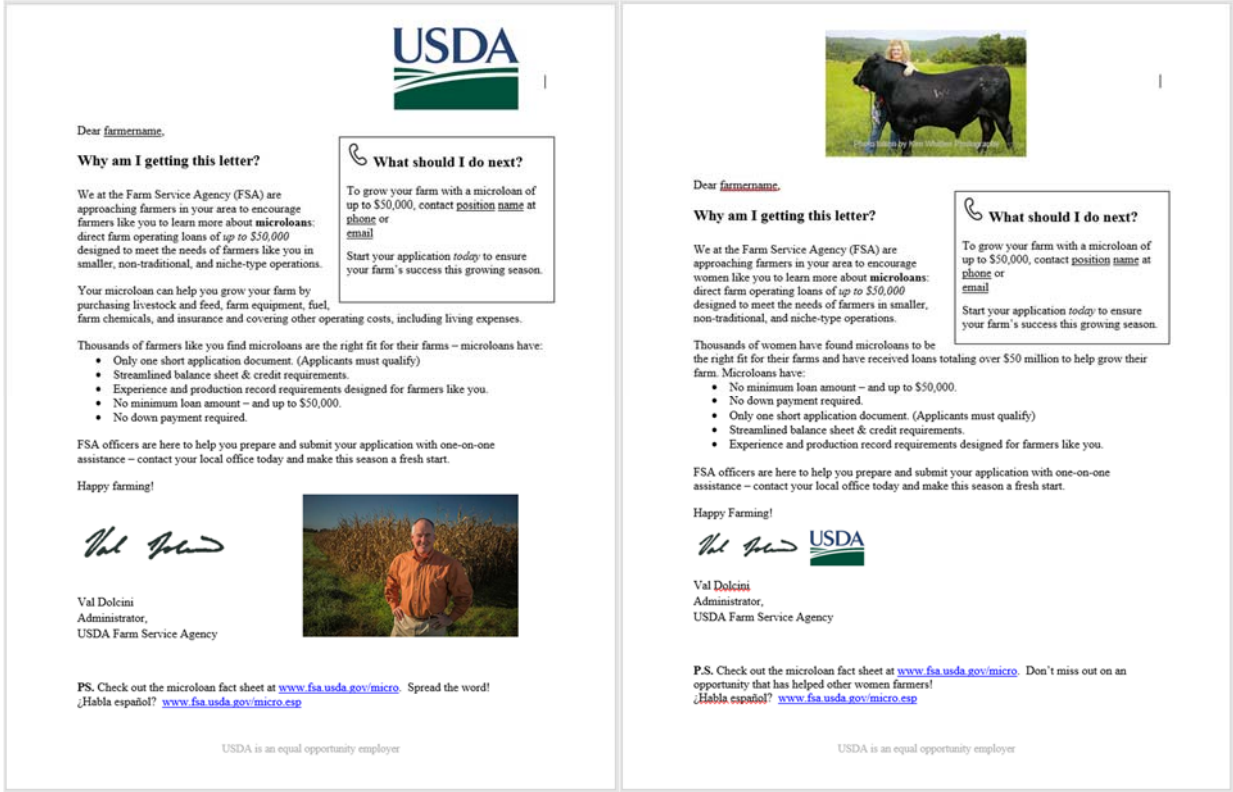 USDA
Dear farmername,
Why am I getting this letter?
We at the Farm Service Agency (FSA) are
approaching farmers in your area to encourage
farmers like you to learn more about microloans:
direct farm operating loans of up to $50,000
designed to meet the needs of farmers like you in
smaller, non-traditional, and niche-type operations.
What should I do next?
To grow your farm with a microloan of
up to $50,000, contact position name at
phone or
email
Start your application today to ensure
your farm's success this growing season.
Your microloan can help you grow your farm by
purchasing livestock and feed, farm equipment, fuel,
farm chemicals, and insurance and covering other operating costs, including living expenses.
Thousands of farmers like you find microloans are the right fit for their farms – microloans have:
• Only one short application document. (Applicants must qualify)
• Streamlined balance sheet & credit requirements.
• Experience and production record requirements designed for farmers like you.
• No minimum loan amount – and up to $50,000.
• No down payment required.
FSA officers are here to help you prepare and submit your application with one-on-one
assistance – contact your local office today and make this season a fresh start.
Happy farming!
Val Dolcini
Val Dolcini
Administrator,
USDA Farm Service Agency
PS. Check out the microloan fact sheet at www.fsa.usda.gov/micro. Spread the word!
¿Habla español? www.fsa.usda.gov/micro.esp
USDA is an equal opportunity employer
Photo taken by Kim Photography
Dear farmername,
Why am I getting this letter?
We at the Farm Service Agency (FSA) are
approaching farmers in your area to encourage
women like you to learn more about microloans:
direct farm operating loans of up to $50,000
designed to meet the needs of farmers in smaller,
non-traditional, and niche-type operations.
What should I do next?
To grow your farm with a microloan of
up to $50,000, contact position name at
phone or
email
Start your application today to ensure
your farm's success this growing season.
Thousands of women have found microloans to be
the right fit for their farms and have received loans totaling over $50 million to help grow their
farm. Microloans have:
• No minimum loan amount – and up to $50,000.
• No down payment required.
• Only one short application document. (Applicants must qualify)
• Streamlined balance sheet & credit requirements.
• Experience and production record requirements designed for farmers like you.
FSA officers are here to help you prepare and submit your application with one-on-one
assistance – contact your local office today and make this season a fresh start.
Happy Farming!
Val Dolcini
USDA
Val Dolcini
Administrator,
USDA Farm Service Agency
P.S. Check out the microloan fact sheet at www.fsa.usda.gov/micro. Don't miss out on an
opportunity that has helped other women farmers!
¿Habla español? www.fsa.usda.gov/micro.esp
USDA is an equal opportunity employer